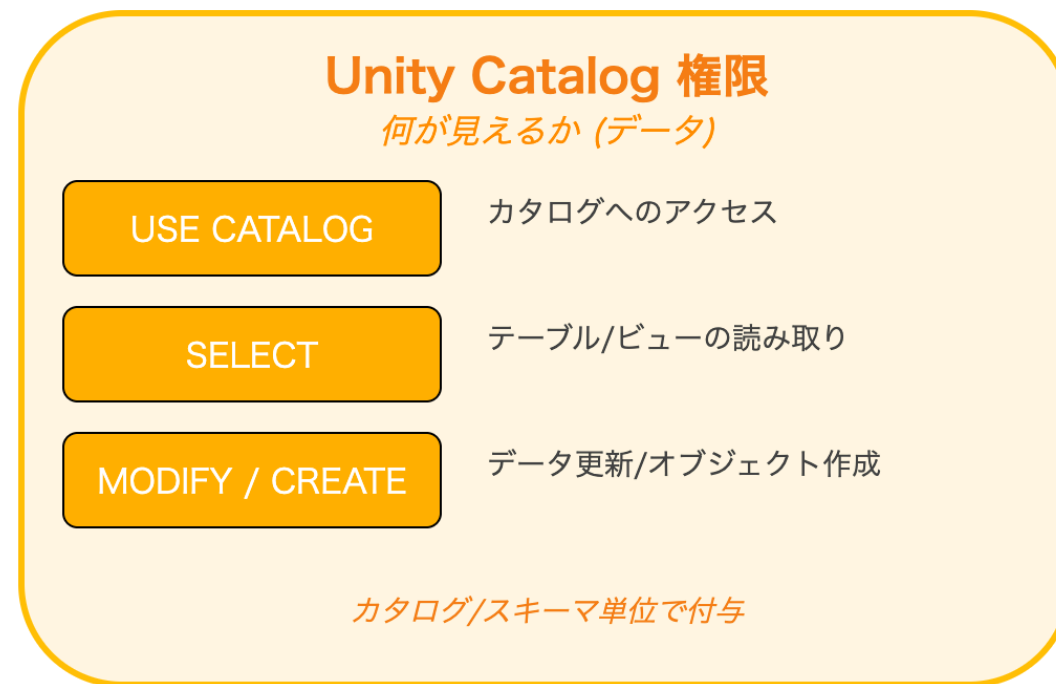 Unity Catalog 権限
何が見えるか (データ)
USE CATALOG
カタログへのアクセス
SELECT
テーブル/ビューの読み取り
MODIFY / CREATE
データ更新/オブジェクト作成
カタログ/スキーマ単位で付与